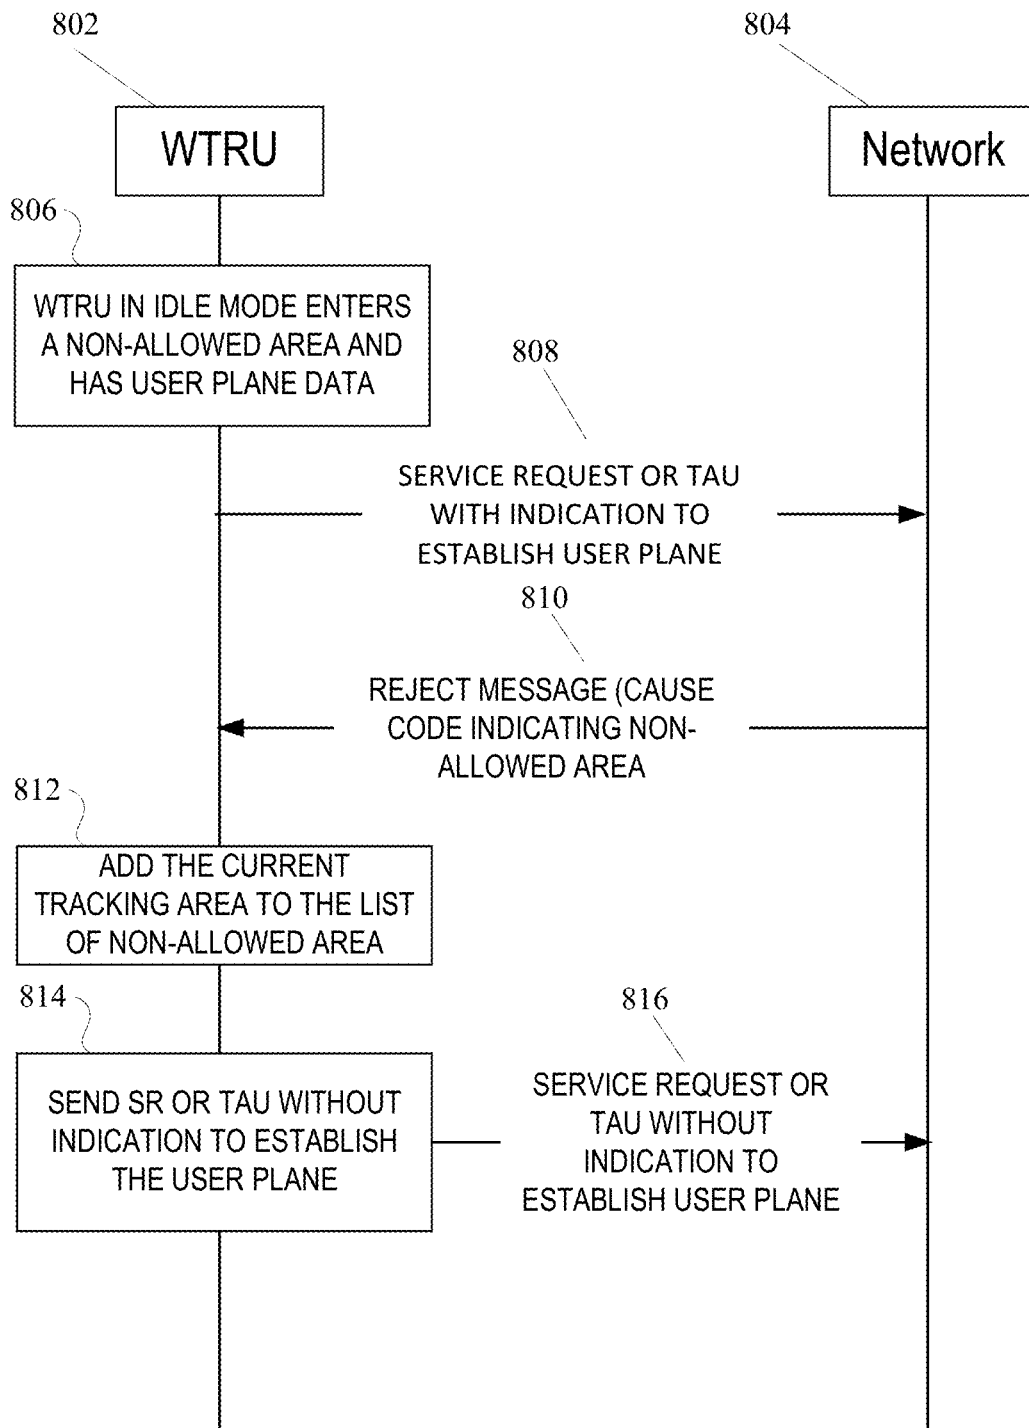 802
804
WTRU
Network
806
WTRU IN IDLE MODE ENTERS
A NON-ALLOWED AREA AND
HAS USER PLANE DATA
808
SERVICE REQUEST OR TAU
WITH INDICATION TO
ESTABLISH USER PLANE
810
REJECT MESSAGE (CAUSE
CODE INDICATING NON-
ALLOWED AREA
812
ADD THE CURRENT
TRACKING AREA TO THE LIST
OF NON-ALLOWED AREA
814
SEND SR OR TAU WITHOUT
INDICATION TO ESTABLISH
THE USER PLANE
816
SERVICE REQUEST OR
TAU WITHOUT
INDICATION TO
ESTABLISH USER PLANE